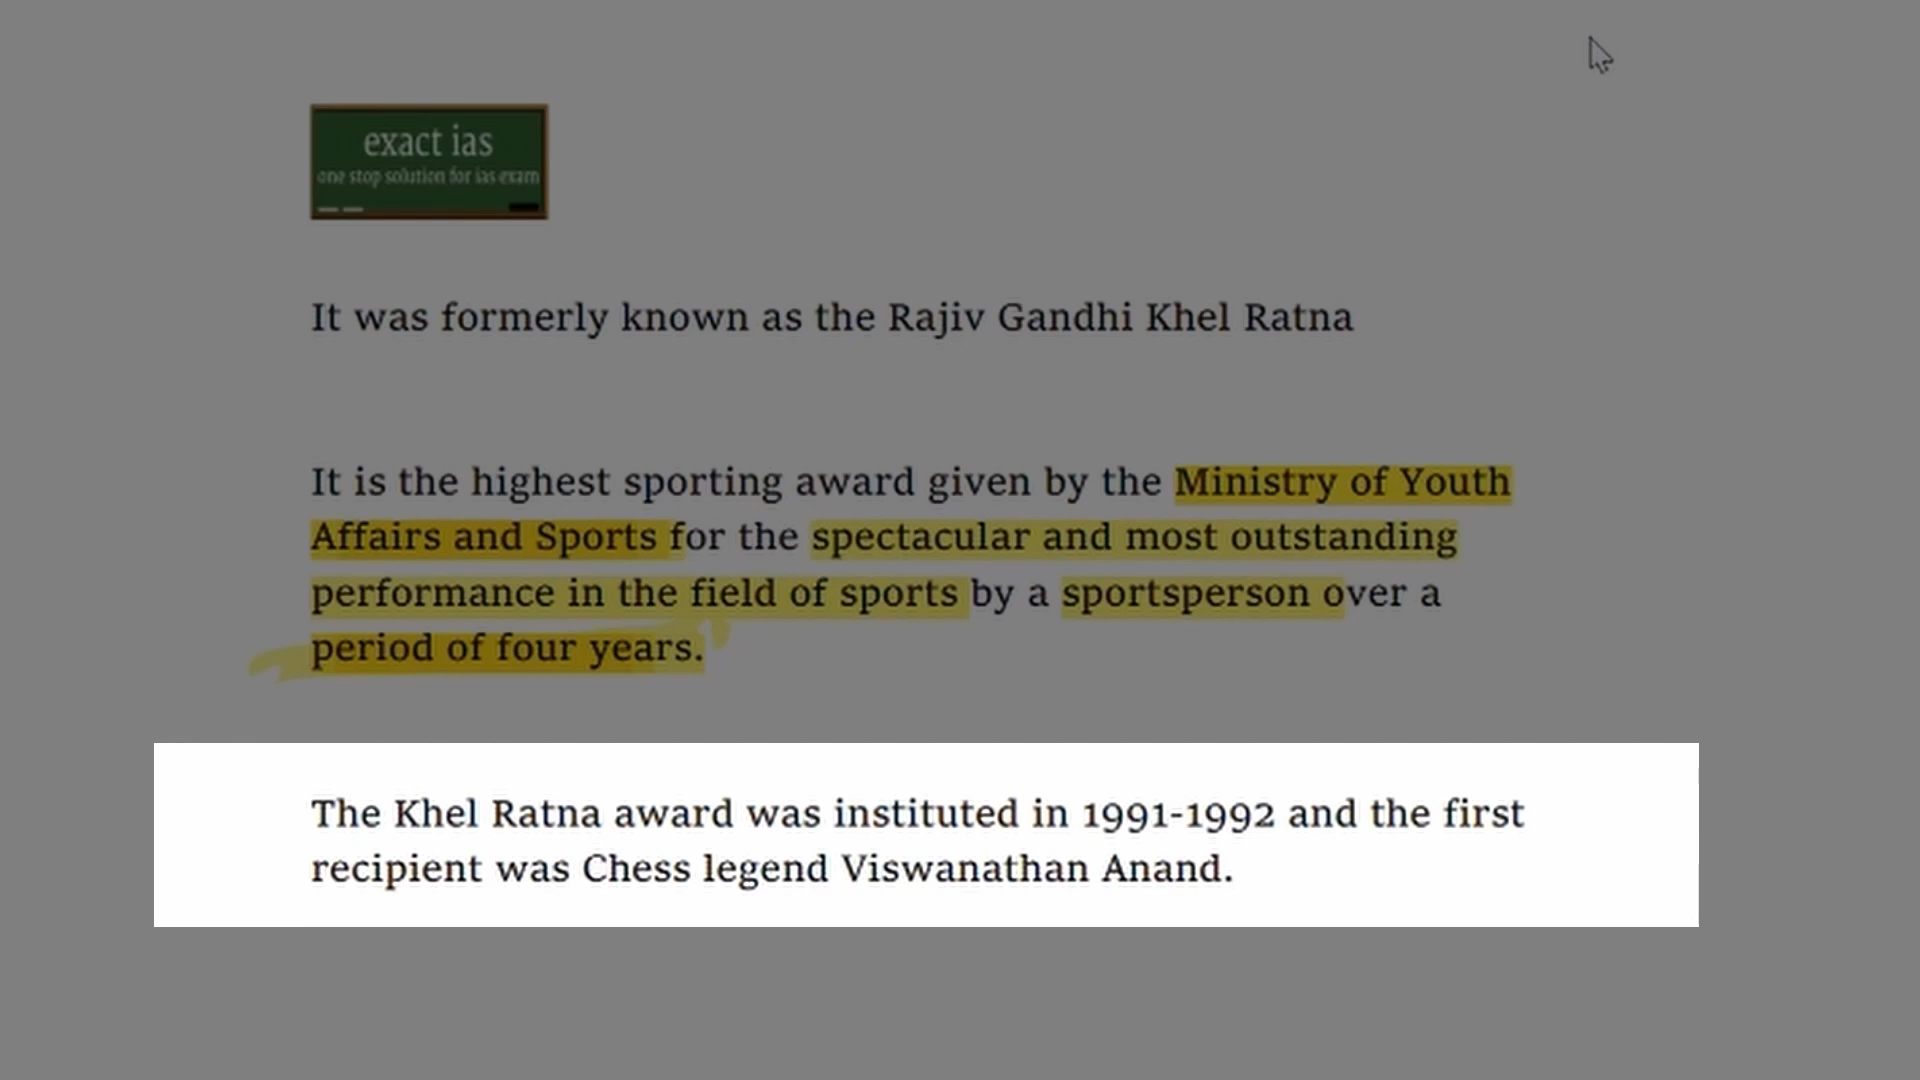 exact ias
one stop solution for ias exam
It was formerly known as the Rajiv Gandhi Khel Ratna
It is the highest sporting award given by the Ministry of Youth
Affairs and Sports for the spectacular and most outstanding
performance in the field of sports by a sportsperson over a
period of four years.
The Khel Ratna award was instituted in 1991-1992 and the first
recipient was Chess legend Viswanathan Anand.